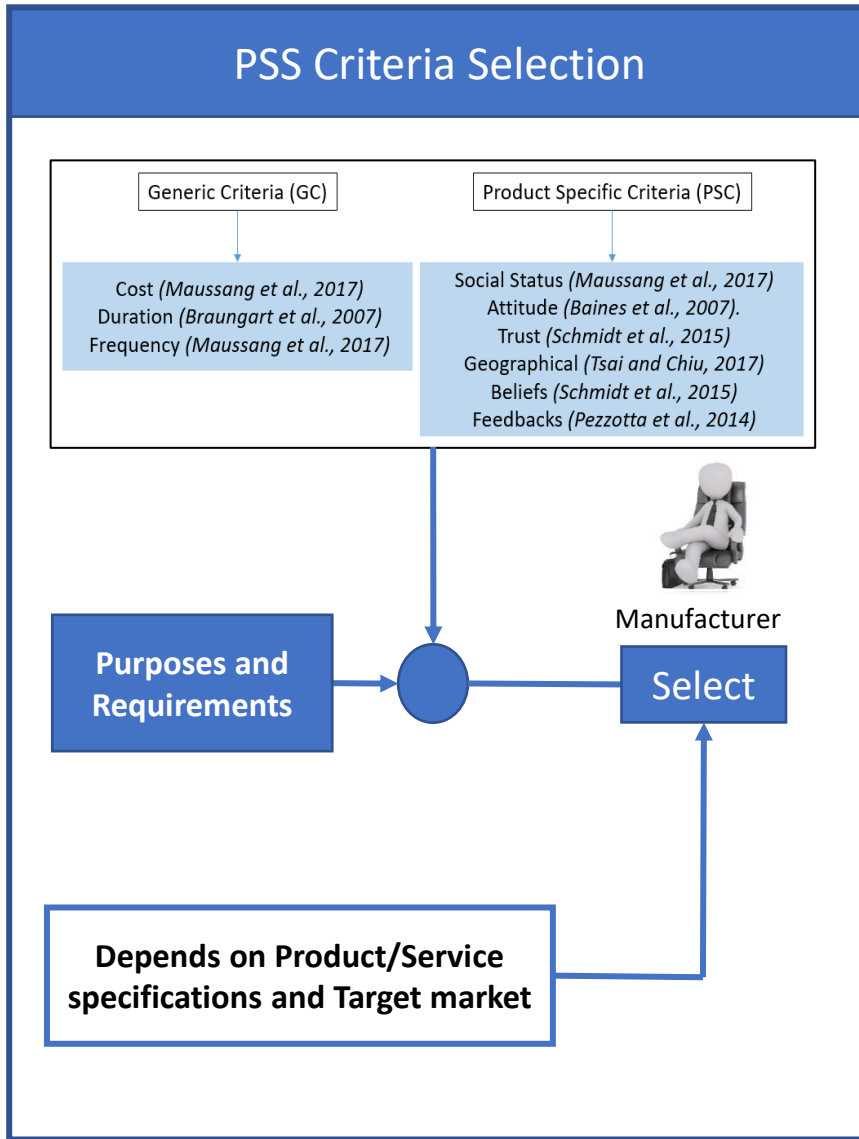 PSS Criteria Selection
Generic Criteria (GC)
Product Specific Criteria (PSC)
Cost (Maussang et al., 2017)
Duration (Braungart et al., 2007)
Frequency (Maussang et al., 2017)
Social Status (Maussang et al., 2017)
Attitude (Baines et al., 2007).
Trust (Schmidt et al., 2015)
Geographical (Tsai and Chiu, 2017)
Beliefs (Schmidt et al., 2015)
Feedbacks (Pezzotta et al., 2014)
Manufacturer
Purposes and
Requirements
Select
Depends on Product/Service
specifications and Target market